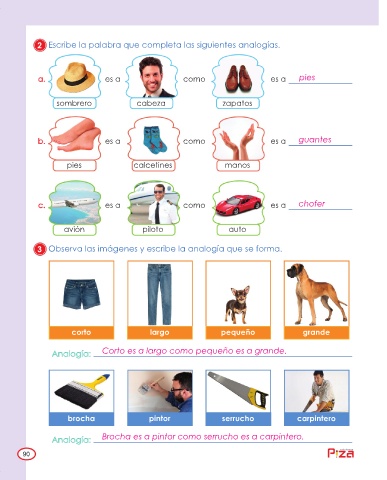 2 Escribe la palabra que completa las siguientes analogías.
a. es a como es a pies
sombrero cabeza zapatos
b. es a como es a guantes
pies calcetines manos
c. es a como es a chofer
avión piloto auto
3 Observa las imágenes y escribe la analogía que se forma.
corto largo pequeño grande
Analogía: Corto es a largo como pequeño es a grande.
brocha pintor serrucho carpintero
Analogía: Brocha es a pintor como serrucho es a carpintero.
90 Piza